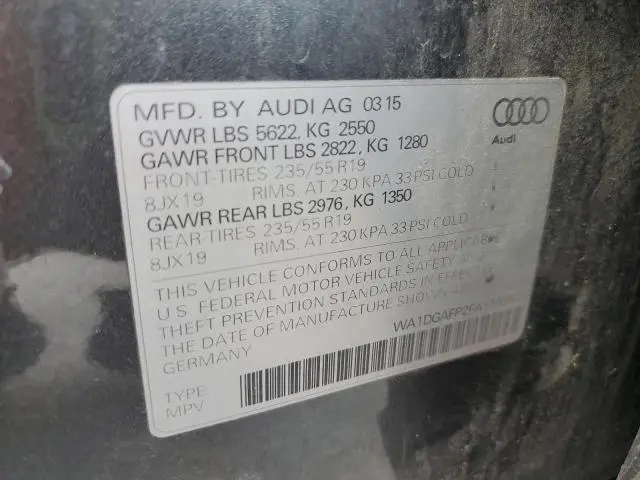 MFD. BY AUDI AG 03 15
GVWR LBS 5622, KG 2550
GAWR FRONT LBS 2822, KG 1280
FRONT-TIRES 235/55 R19
8JX19 RIMS, AT 230 KPA 33 PSI COLD
GAWR REAR LBS 2976, KG 1350
REAR-TIRES 235/55 R19
8JX19 RIMS, AT 230 KPA 33 PSI COLD
Audi
THIS VEHICLE CONFORMS TO ALL APPLICABLE
U S FEDERAL MOTOR VEHICLE SAFETY AND
THEFT PREVENTION STANDARDS IN EFFECT ON
THE DATE OF MANUFACTURE SHOWN ABOVE
GERMANY
TYPE
MPV